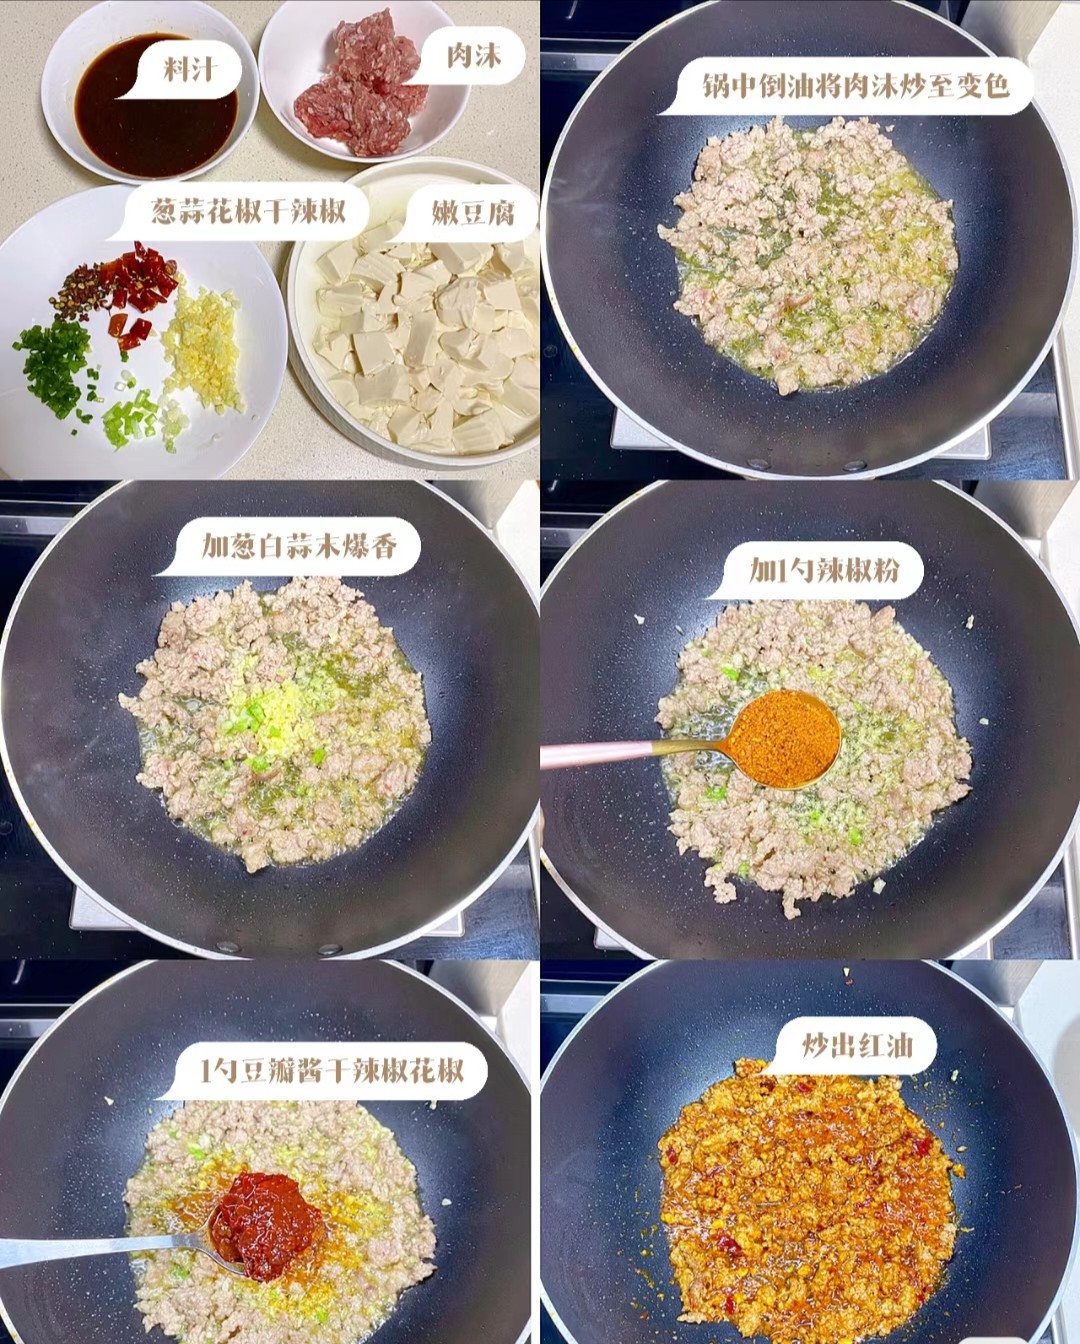 料汁
肉沫
葱蒜花椒干辣椒
嫩豆腐
锅中倒油将肉沫炒至变色
加葱白蒜末爆香
加1勺辣椒粉
1勺豆瓣酱干辣椒花椒
炒出红油